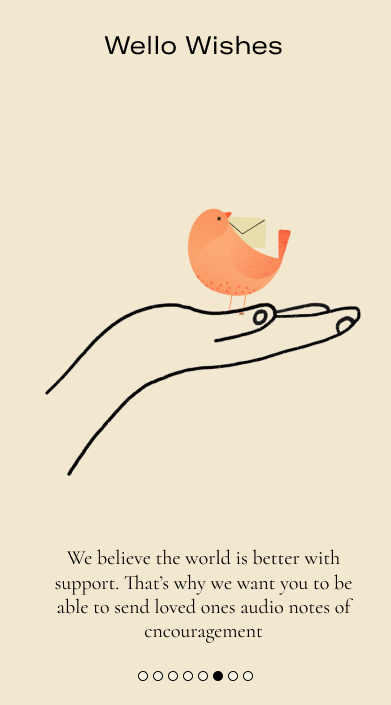 Wello Wishes
We believe the world is better with
support. That's why we want you to be
able to send loved ones audio notes of
encouragement